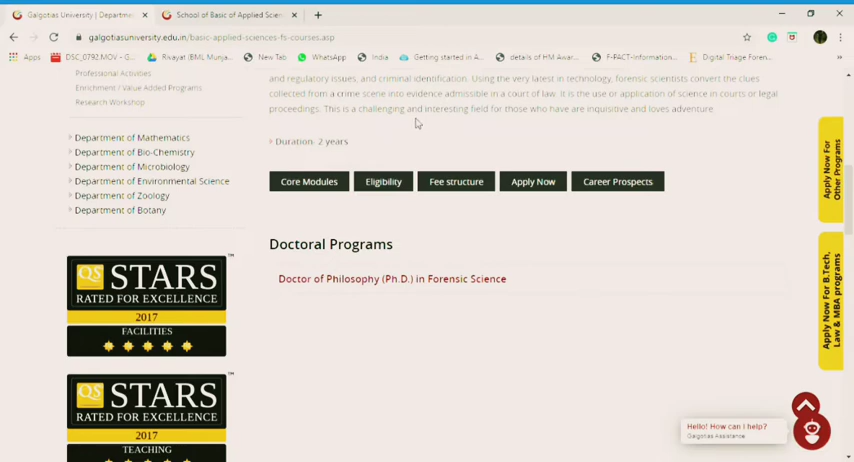 Galgotias University | Departme
School of Basic of Applied Scien
galgotiasuniversity.edu.in/basic-applied-sciences-fs-courses.asp
Apps
DSC_0792.MOV - G...
Rivayat (BML Munja...
New Tab
WhatsApp
India
Getting started in A...
details of HM Awar...
F-PACT-Information...
Digital Triage Foren...
»
Professional Activities
Enrichment / Value Added Programs
Research Workshop
Department of Mathematics
Department of Bio-Chemistry
Department of Microbiology
Department of Environmental Science
Department of Zoology
Department of Botany
QS STARS™
RATED FOR EXCELLENCE
2017
FACILITIES
QS STARS™
RATED FOR EXCELLENCE
2017
TEACHING
and regulatory issues, and criminal identification. Using the very latest in technology, forensic scientists convert the clues
collected from a crime scene into evidence admissible in a court of law. It is the use or application of science in courts or legal
proceedings. This is a challenging and interesting field for those who have are inquisitive and loves adventure.
Duration: 2 years
Core Modules
Eligibility
Fee structure
Apply Now
Career Prospects
Doctoral Programs
Doctor of Philosophy (Ph.D.) in Forensic Science
Apply Now For
Other Programs
Apply Now For B.Tech,
Law & MBA programs
Hello! How can I help?
Galgotias Assistance